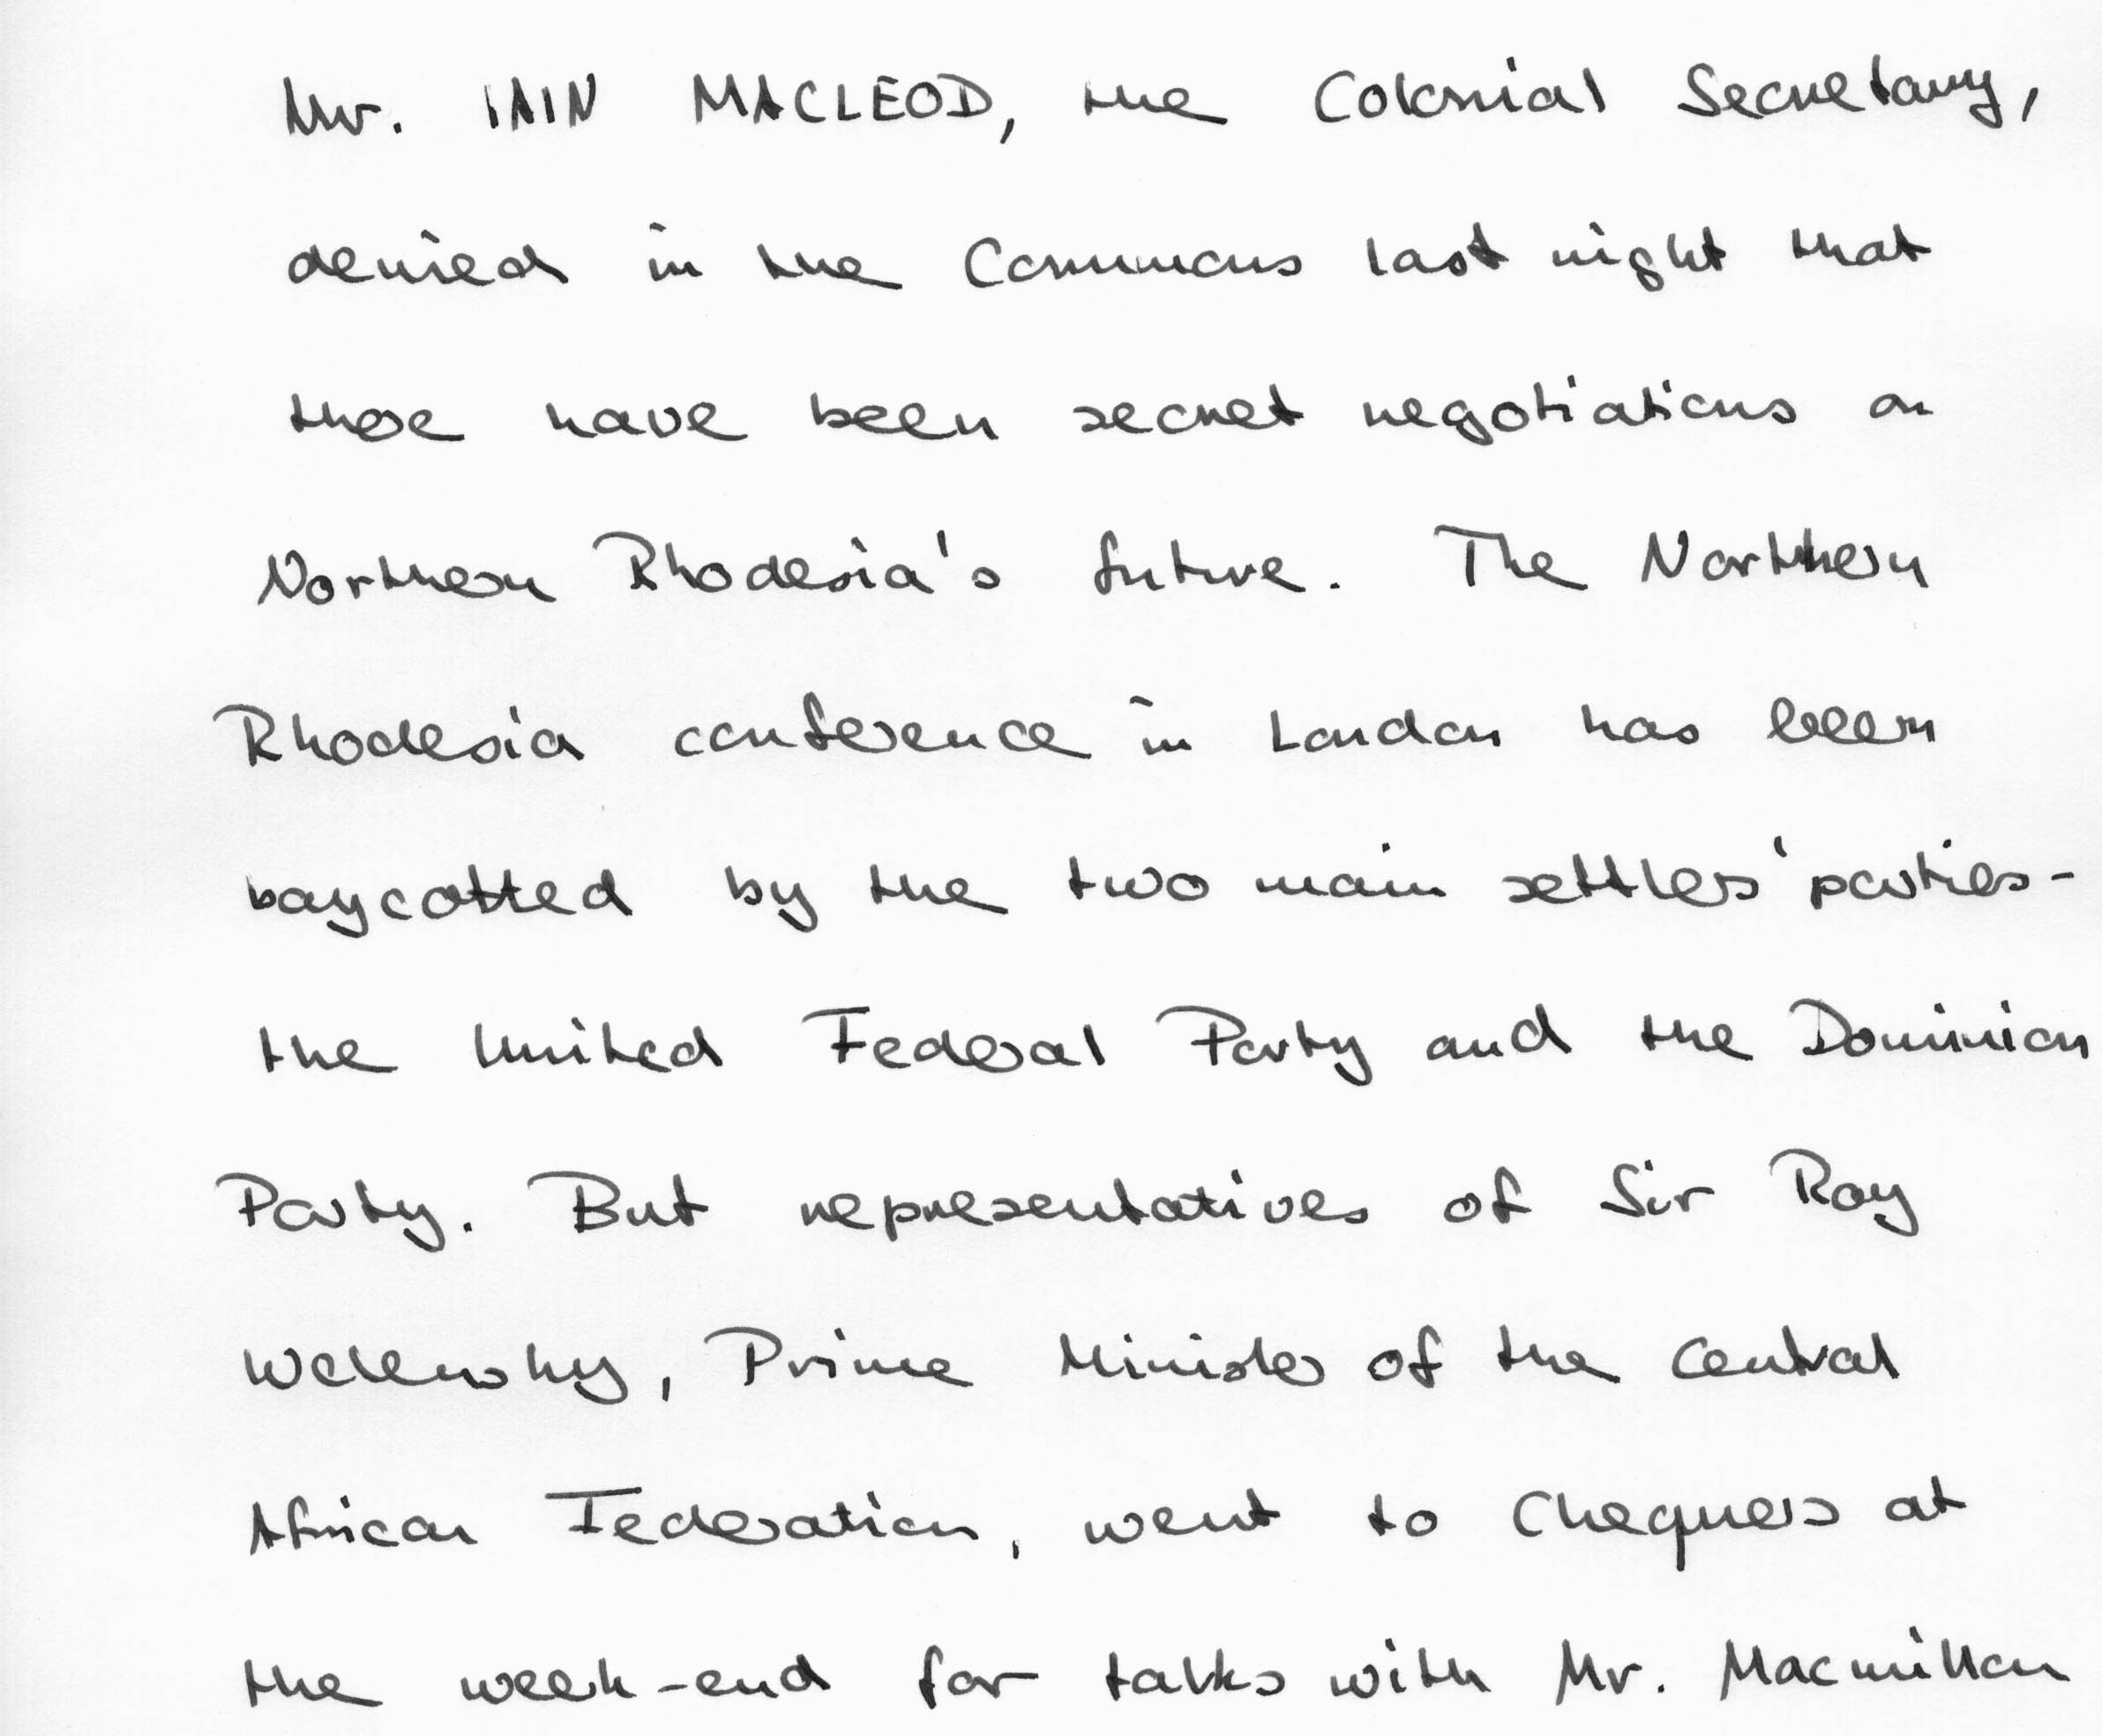 Mr. IAIN MACLEOD, the Colonial Secretary,
denied in the Commons last night that
there have been secret negotiations on
Northern Rhodesia's future. The Northern
Rhodesia conference in London has been
boycotted by the two main settlers' parties -
the United Federal Party and the Dominion
Party. But representatives of Sir Roy
Welensky, Prime Minister of the Central
African Federation, went to Chequers at
the week-end for talks with Mr. Macmillan